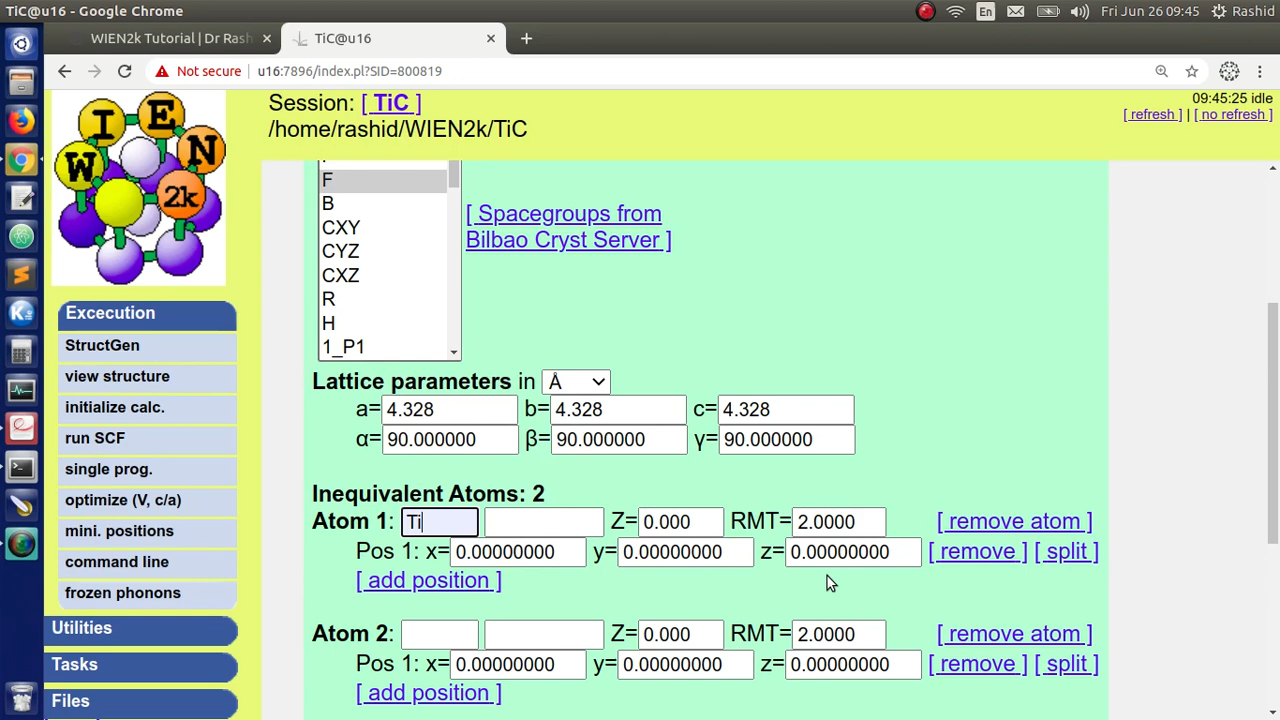 TiC@u16 - Google Chrome
En
Fri Jun 26 09:45
Rashid
WIEN2k Tutorial | Dr Rash
TiC@u16
Not secure
u16:7896/index.pl?SID=800819
W I E N 2k
Session: [ TiC ]
/home/rashid/WIEN2k/TiC
09:45:25 idle
[ refresh ] | [ no refresh ]
F
B
CXY
CYZ
CXZ
R
H
1_P1
[ Spacegroups from
Bilbao Cryst Server ]
Excecution
StructGen
view structure
initialize calc.
run SCF
single prog.
optimize (V, c/a)
mini. positions
command line
frozen phonons
Utilities
Tasks
Files
Lattice parameters in Å
a= 4.328 b= 4.328 c= 4.328
α= 90.000000 β= 90.000000 γ= 90.000000
Inequivalent Atoms: 2
Atom 1: Ti Z= 0.000 RMT= 2.0000 [ remove atom ]
Pos 1: x= 0.00000000 y= 0.00000000 z= 0.00000000 [ remove ] [ split ]
[ add position ]
Atom 2: Z= 0.000 RMT= 2.0000 [ remove atom ]
Pos 1: x= 0.00000000 y= 0.00000000 z= 0.00000000 [ remove ] [ split ]
[ add position ]